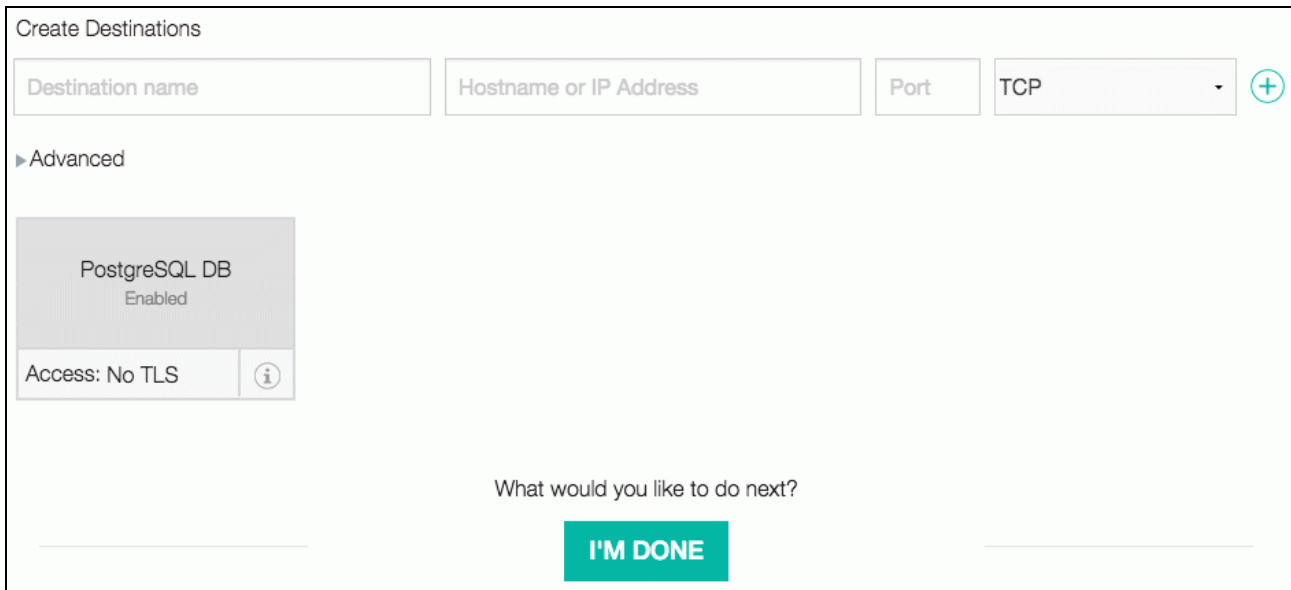 Create Destinations
Destination name Hostname or IP Address Port TCP
Advanced
PostgreSQL DB
Enabled
Access: No TLS
What would you like to do next?
I'M DONE